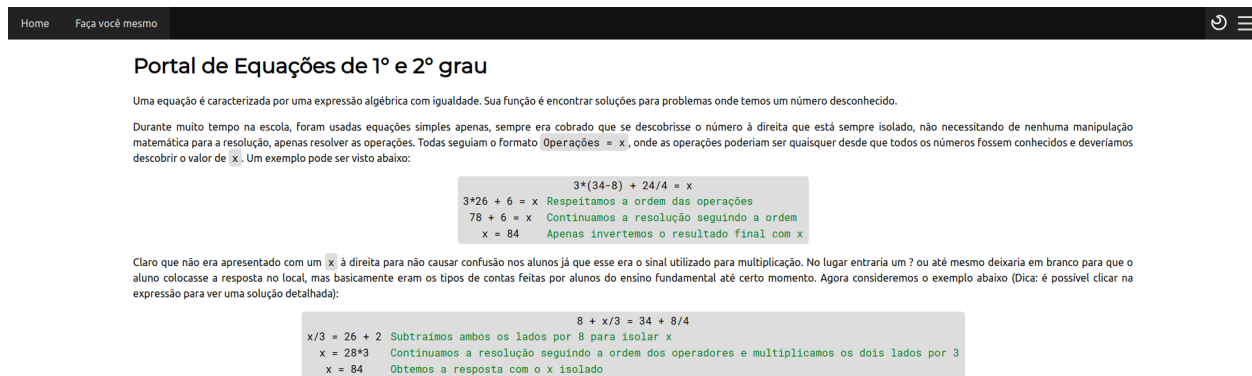 Home Faça você mesmo
Portal de Equações de 1º e 2º grau
Uma equação é caracterizada por uma expressão algébrica com igualdade. Sua função é encontrar soluções para problemas onde temos um número desconhecido.
Durante muito tempo na escola, foram usadas equações simples apenas, sempre era cobrado que se descobrisse o número à direita que está sempre isolado, não necessitando de nenhuma manipulação
matemática para a resolução, apenas resolver as operações. Todas seguiam o formato Operações = x, onde as operações poderiam ser quaisquer desde que todos os números fossem conhecidos e deveríamos
descobrir o valor de x. Um exemplo pode ser visto abaixo:
3*(34-8) + 24/4 = x
3*26 + 6 = x Respeitamos a ordem das operações
78 + 6 = x Continuamos a resolução seguindo a ordem
x = 84 Apenas invertemos o resultado final com x
Claro que não era apresentado com um x à direita para não causar confusão nos alunos já que esse era o sinal utilizado para multiplicação. No lugar entraria um ? ou até mesmo deixaria em branco para que o
aluno colocasse a resposta no local, mas basicamente eram os tipos de contas feitas por alunos do ensino fundamental até certo momento. Agora consideremos o exemplo abaixo (Dica: é possível clicar na
expressão para ver uma solução detalhada):
8 + x/3 = 34 + 8/4
x/3 = 26 + 2 Subtraímos ambos os lados por 8 para isolar x
x = 28*3 Continuamos a resolução seguindo a ordem dos operadores e multiplicamos os dois lados por 3
x = 84 Obtemos a resposta com o x isolado